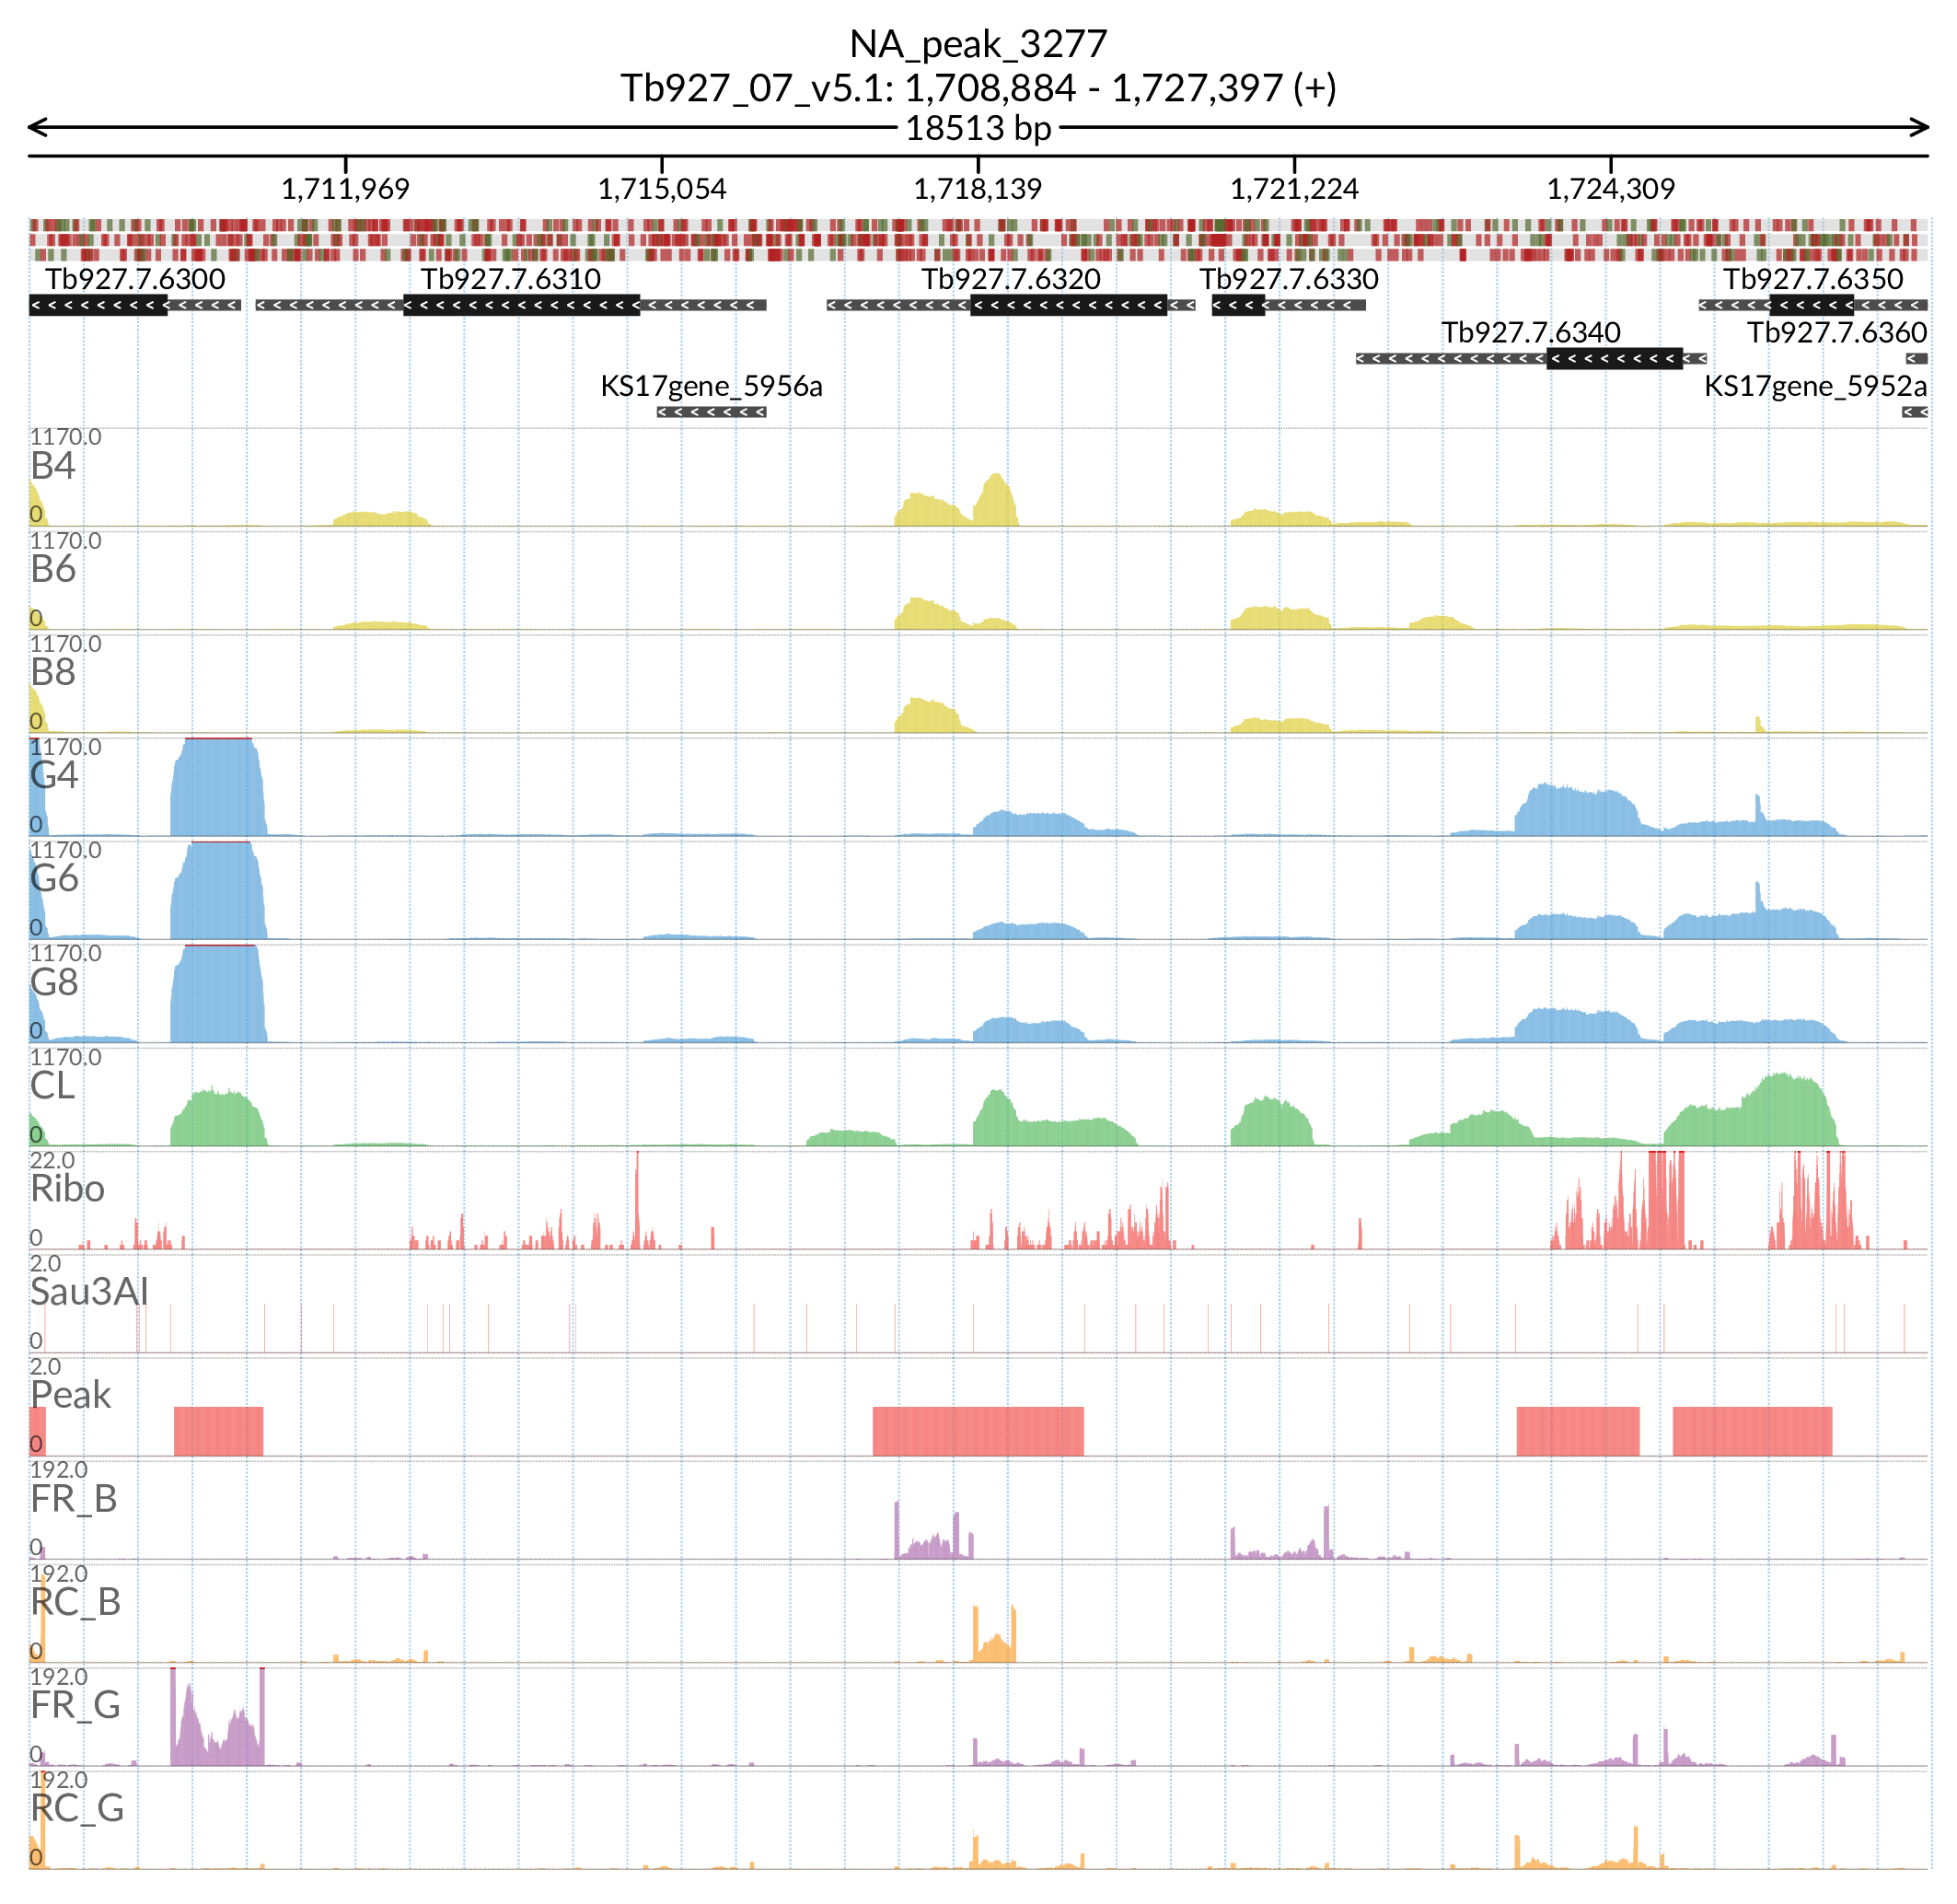 NA_peak_3277
Tb927_07_v5.1: 1,708,884 - 1,727,397 (+)
18513 bp
1,711,969 1,715,054 1,718,139 1,721,224 1,724,309
Tb927.7.6300 Tb927.7.6310 Tb927.7.6320 Tb927.7.6330 Tb927.7.6350
Tb927.7.6340 Tb927.7.6360
KS17gene_5956a KS17gene_5952a
1170.0
B4
0
1170.0
B6
0
1170.0
B8
0
1170.0
G4
0
1170.0
G6
0
1170.0
G8
0
1170.0
CL
0
22.0
Ribo
0
2.0
Sau3AI
0
2.0
Peak
0
192.0
FR_B
0
192.0
RC_B
0
192.0
FR_G
0
192.0
RC_G
0